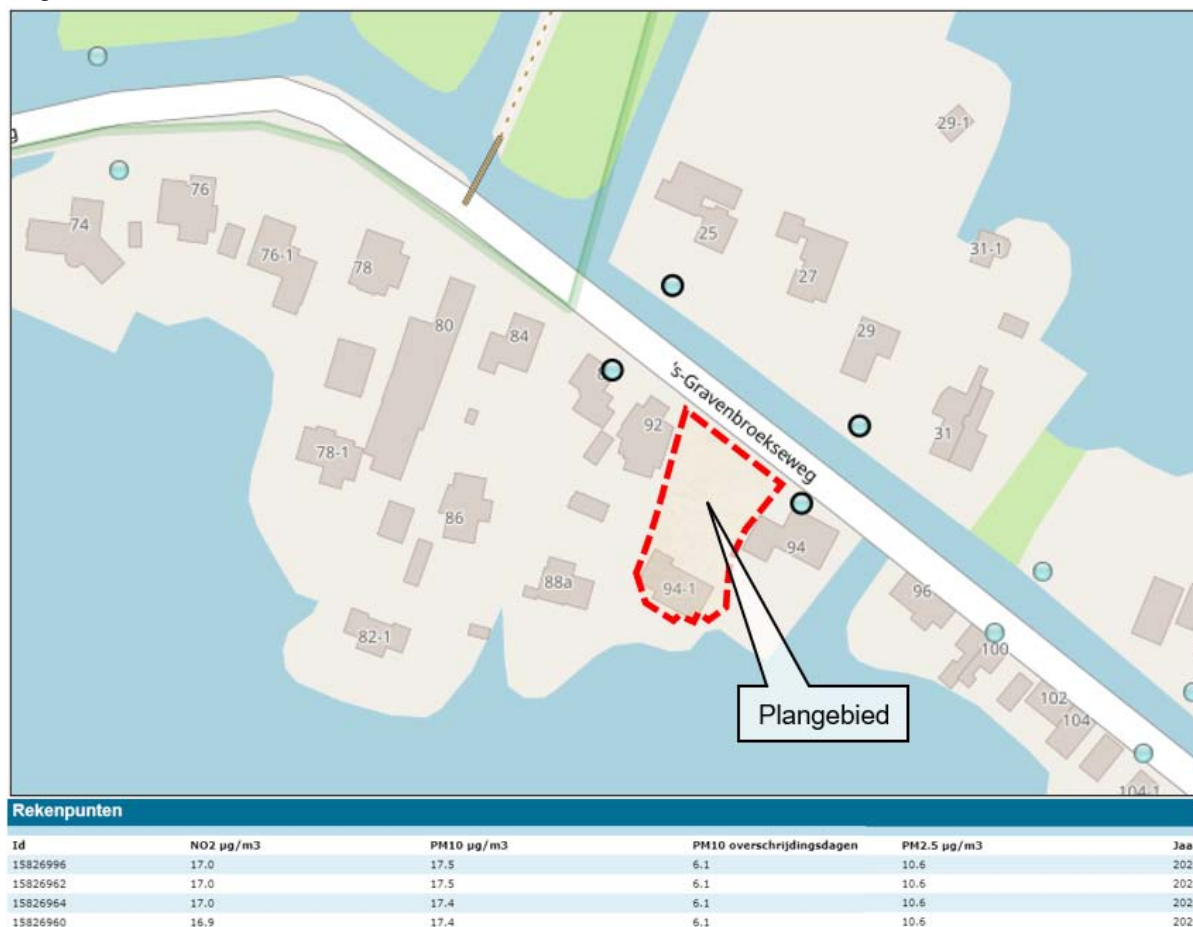 29-1
76
74
25
31-1
76-1
78
27
80
84
29
's-Gravenbroekseweg
92
31
78-1
86
94
88a
94-1
96
82-1
100
Plangebied
102
104
104-1
Rekenpunten
Id NO2 µg/m3 PM10 µg/m3 PM10 overschrijdingsdagen PM2.5 µg/m3
15826996 17.0 17.5 6.1 10.6
15826962 17.0 17.5 6.1 10.6
15826964 17.0 17.4 6.1 10.6
15826960 16.9 17.4 6.1 10.6